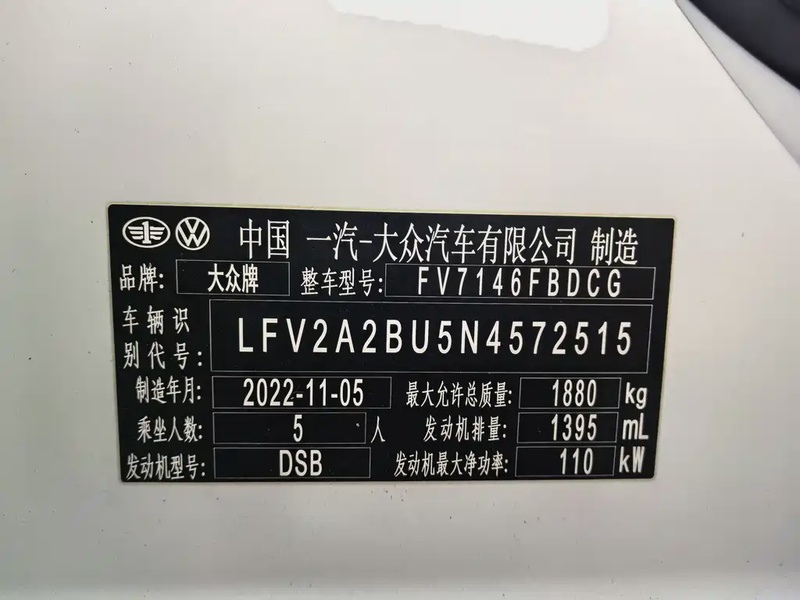 中国 一汽-大众汽车有限公司 制造
品牌: 大众牌 整车型号: FV7146FBDCG
车辆识别代号: LFV2A2BU5N4572515
制造年月: 2022-11-05 最大允许总质量: 1880 kg
乘坐人数: 5 人 发动机排量: 1395 mL
发动机型号: DSB 发动机最大净功率: 110 kW